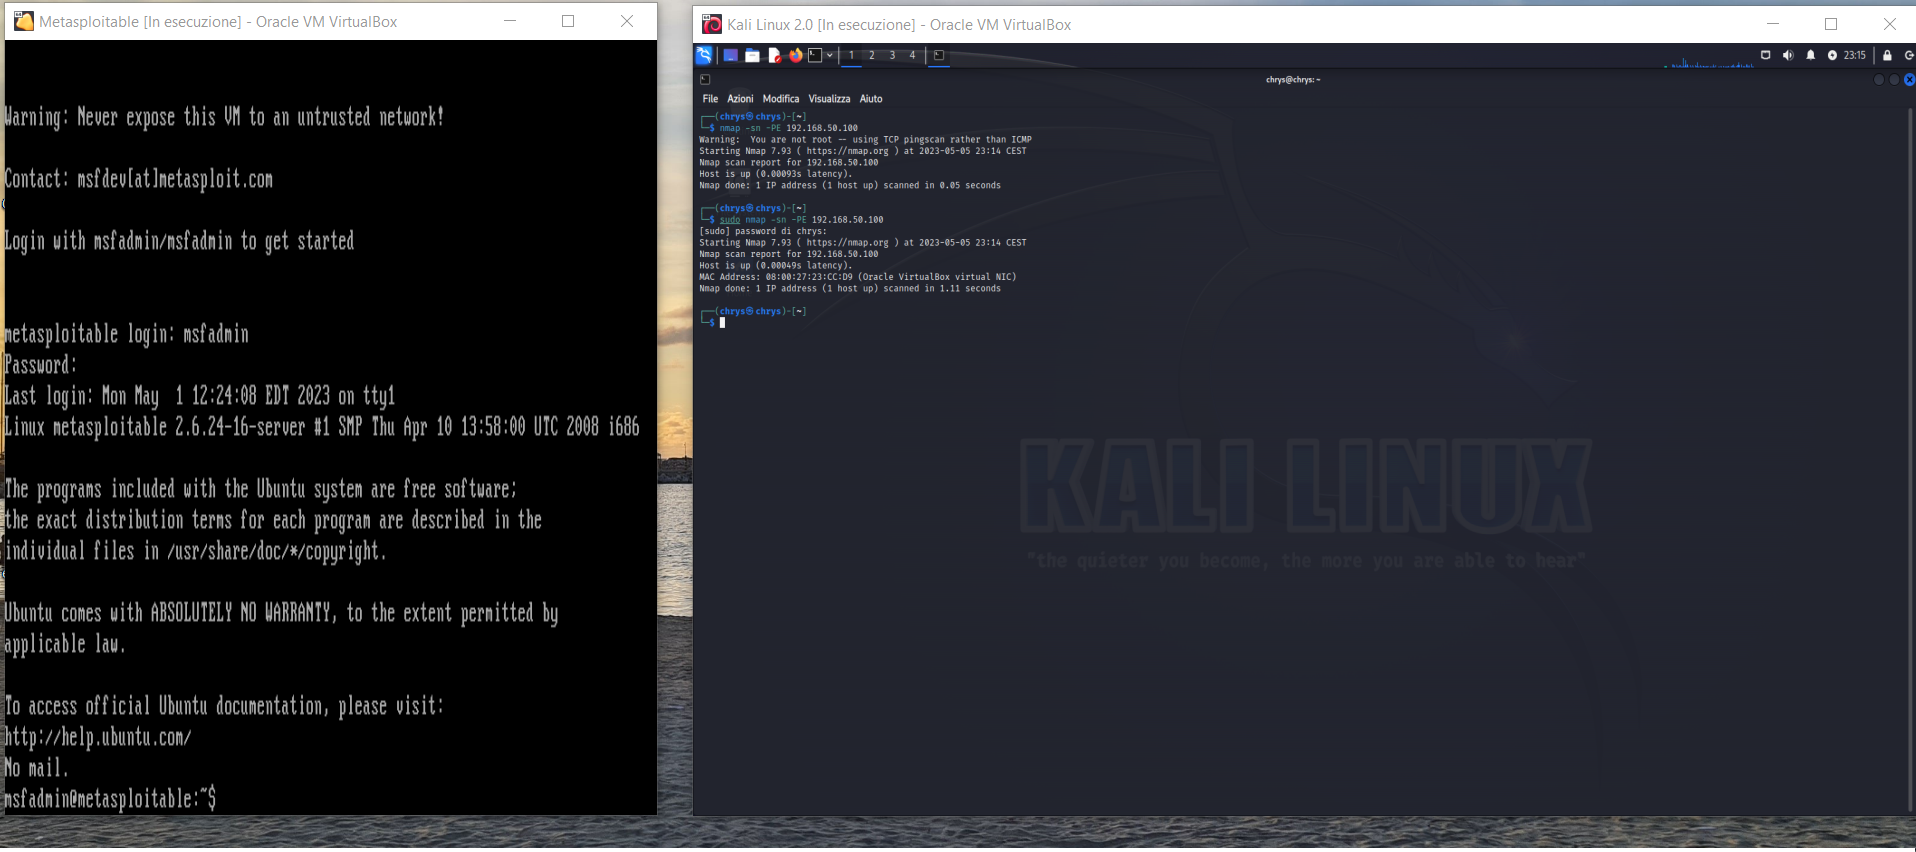 Metasploitable [In esecuzione] - Oracle VM VirtualBox
Warning: Never expose this VM to an untrusted network!
Contact: msfdev[at]metasploit.com
Login with msfadmin/msfadmin to get started
metasploitable login: msfadmin
Password:
Last login: Mon May  1 12:24:08 EDT 2023 on tty1
Linux metasploitable 2.6.24-16-server #1 SMP Thu Apr 10 13:58:00 UTC 2008 i686
The programs included with the Ubuntu system are free software;
the exact distribution terms for each program are described in the
individual files in /usr/share/doc/*/copyright.
Ubuntu comes with ABSOLUTELY NO WARRANTY, to the extent permitted by
applicable law.
To access official Ubuntu documentation, please visit:
http://help.ubuntu.com/
No mail.
msfadmin@metasploitable:~$
Kali Linux 2.0 [In esecuzione] - Oracle VM VirtualBox
1 2 3 4 23:15
chrys@chrys: ~
File Azioni Modifica Visualizza Aiuto
┌──(chrys㉿chrys)-[~]
└─$ nmap -sn -PE 192.168.50.100
Warning:  You are not root -- using TCP pingscan rather than ICMP
Starting Nmap 7.93 ( https://nmap.org ) at 2023-05-05 23:14 CEST
Nmap scan report for 192.168.50.100
Host is up (0.00093s latency).
Nmap done: 1 IP address (1 host up) scanned in 0.05 seconds
┌──(chrys㉿chrys)-[~]
└─$ sudo nmap -sn -PE 192.168.50.100
[sudo] password di chrys:
Starting Nmap 7.93 ( https://nmap.org ) at 2023-05-05 23:14 CEST
Nmap scan report for 192.168.50.100
Host is up (0.00049s latency).
MAC Address: 08:00:27:23:CC:D9 (Oracle VirtualBox virtual NIC)
Nmap done: 1 IP address (1 host up) scanned in 1.11 seconds
┌──(chrys㉿chrys)-[~]
└─$
KALI LINUX
"the quieter you become, the more you are able to hear"